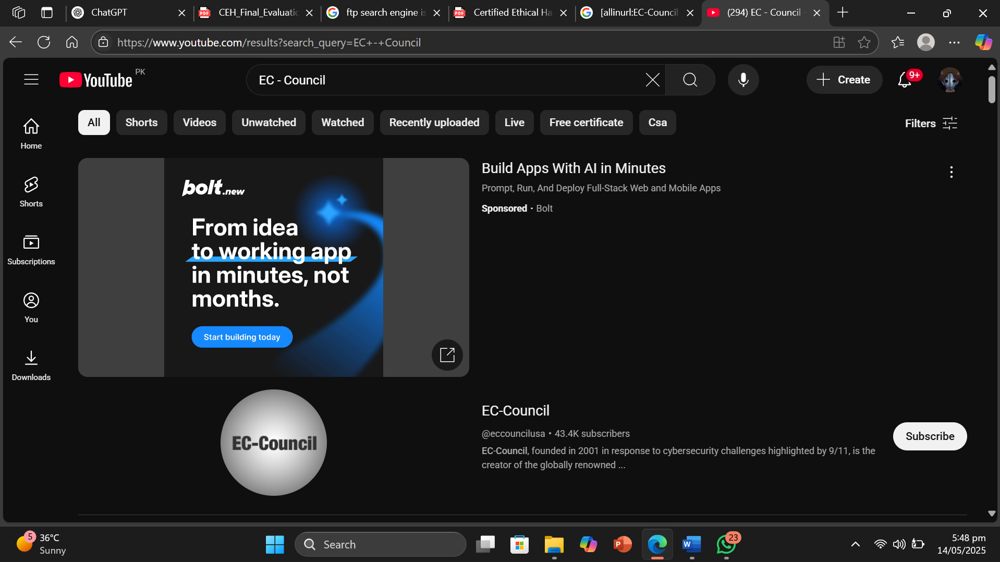 ChatGPT
CEH_Final_Evaluatic
ftp search engine is
Certified Ethical Ha
[allinurl:EC-Council
(294) EC - Council -
https://www.youtube.com/results?search_query=EC+-+Council
YouTube PK
EC - Council
Create
9+
All
Shorts
Videos
Unwatched
Watched
Recently uploaded
Live
Free certificate
Csa
Filters
Home
Shorts
Subscriptions
You
Downloads
bolt.new
From idea
to working app
in minutes, not
months.
Start building today
Build Apps With AI in Minutes
Prompt, Run, And Deploy Full-Stack Web and Mobile Apps
Sponsored • Bolt
EC-Council
EC-Council
@eccouncilusa • 43.4K subscribers
EC-Council, founded in 2001 in response to cybersecurity challenges highlighted by 9/11, is the
creator of the globally renowned ...
Subscribe
5
36°C
Sunny
Search
23
5:48 pm
14/05/2025